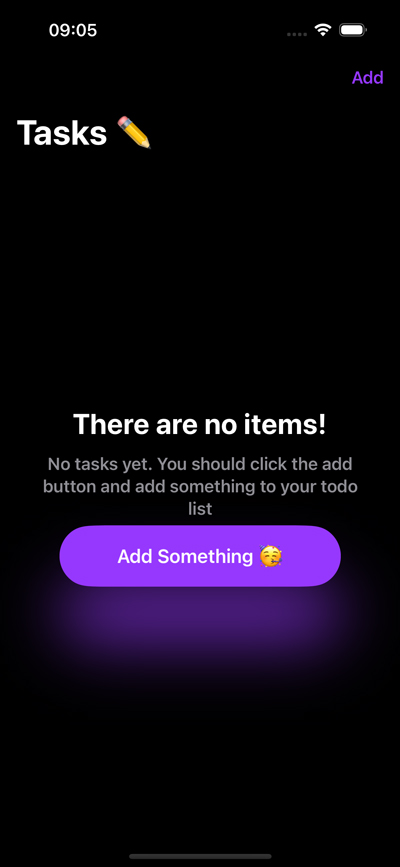 09:05
Add
Tasks ✏️
There are no items!
No tasks yet. You should click the add
button and add something to your todo
list
Add Something 🥳